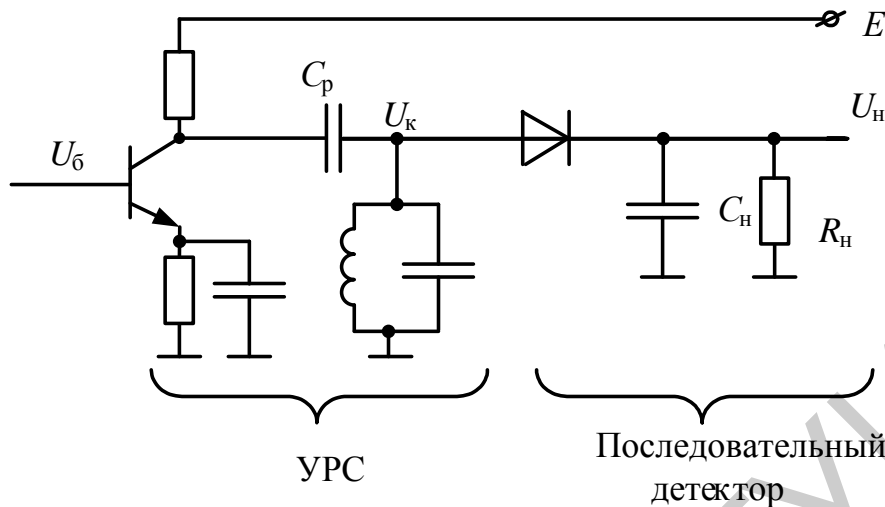 E
Cр
Uк
Uн
Uб
Cн
Rн
УРС
Последовательный
детектор